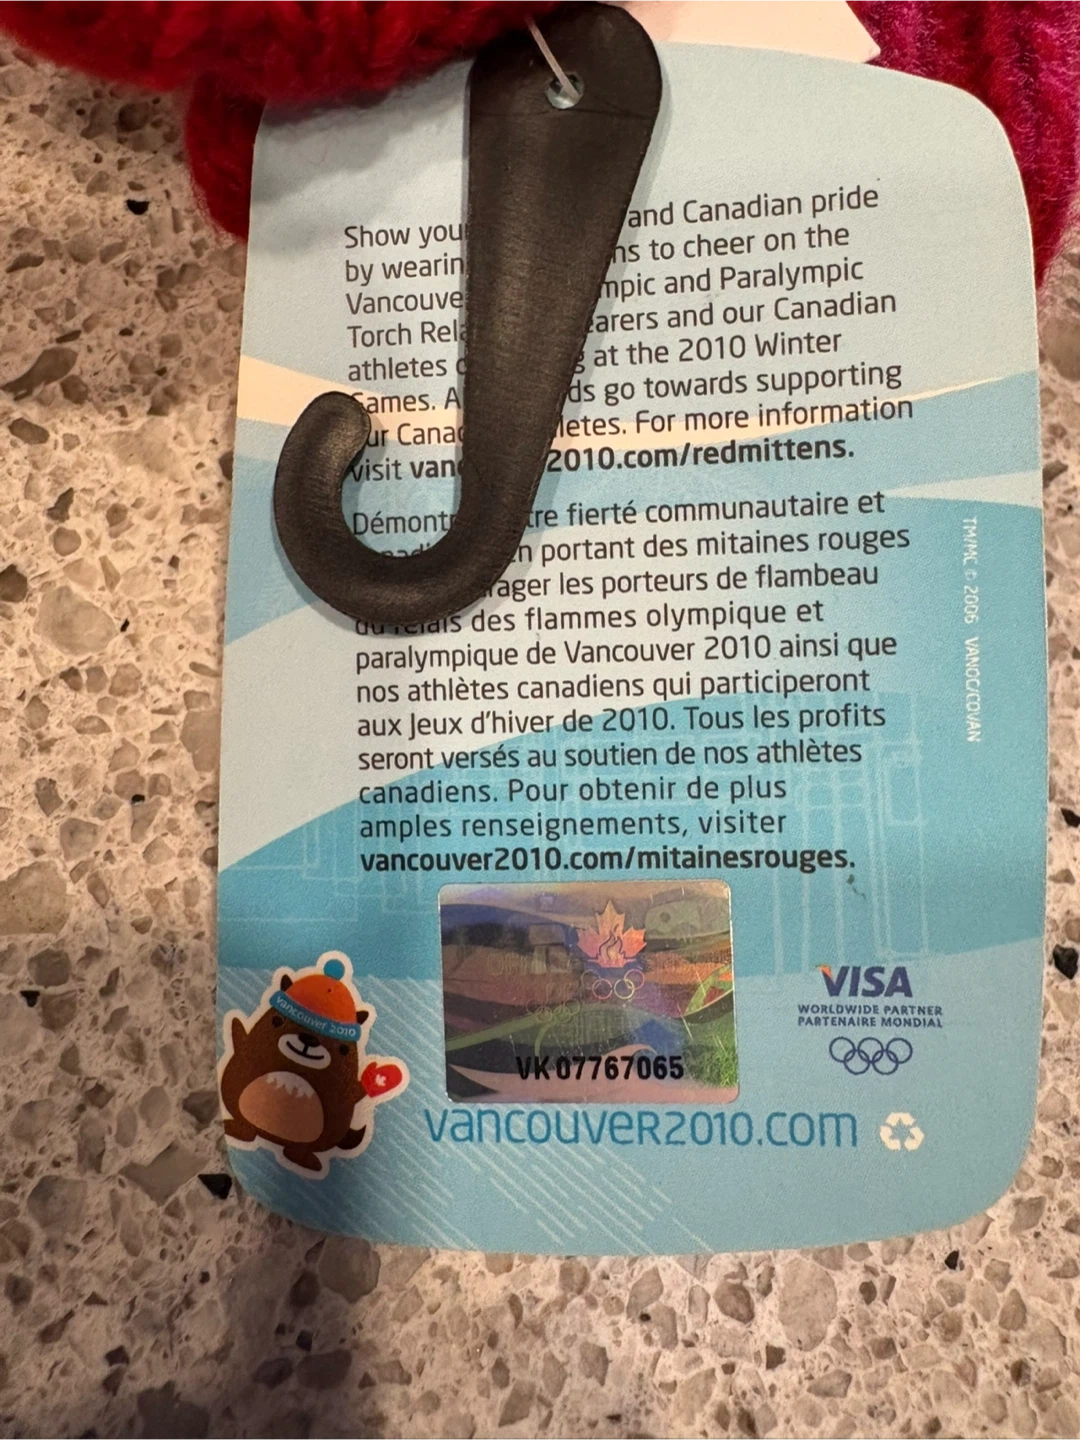 Show you and Canadian pride
by wearin ns to cheer on the
Vancouve mpic and Paralympic
Torch Rela earers and our Canadian
athletes c g at the 2010 Winter
Games. A ds go towards supporting
ur Canad letes. For more information
visit vanc 2010.com/redmittens.
Démont tre fierté communautaire et
n portant des mitaines rouges
rager les porteurs de flambeau
du relais des flammes olympique et
paralympique de Vancouver 2010 ainsi que
nos athlètes canadiens qui participeront
aux Jeux d'hiver de 2010. Tous les profits
seront versés au soutien de nos athlètes
canadiens. Pour obtenir de plus
amples renseignements, visiter
vancouver2010.com/mitainesrouges.
TM/MC © 2006 VANOC/COVAN
vancouver 2010
VK 07767065
VISA
WORLDWIDE PARTNER
PARTENAIRE MONDIAL
vancouver2010.com